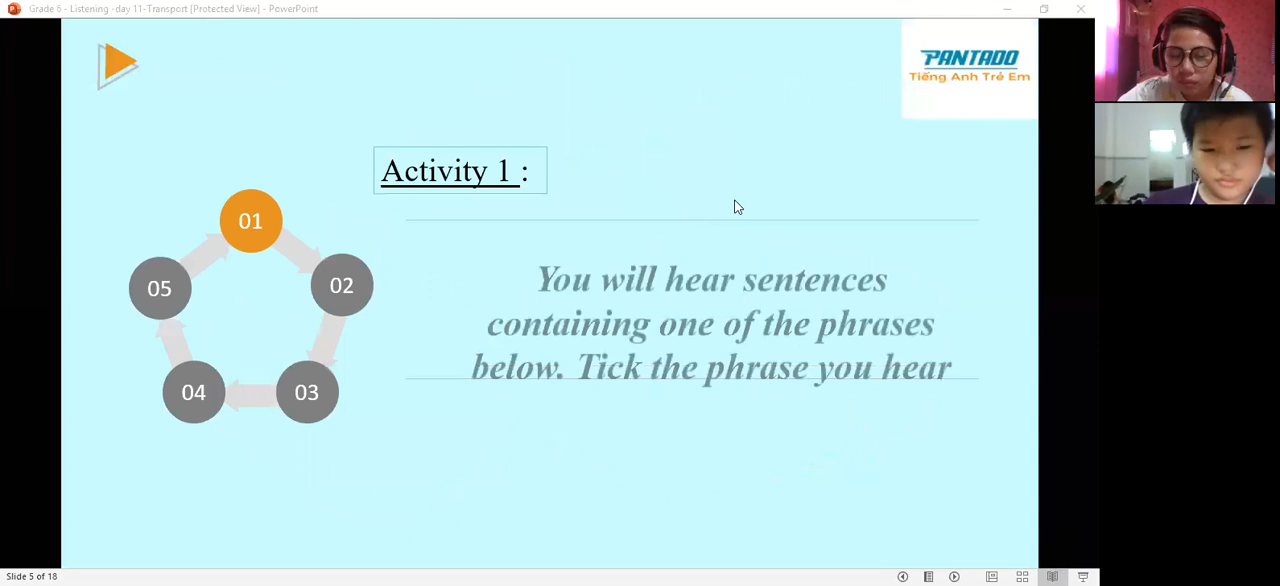 Grade 6 - Listening -day 11-Transport [Protected View] - PowerPoint
PANTADO
Tiếng Anh Trẻ Em
Activity 1 :
01
02
03
04
05
You will hear sentences
containing one of the phrases
below. Tick the phrase you hear
Slide 5 of 18